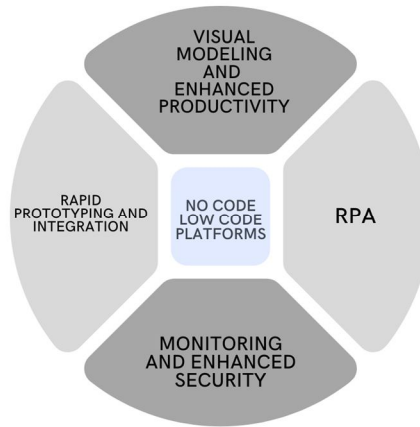 VISUAL
MODELING
AND
ENHANCED
PRODUCTIVITY
RAPID
PROTOTYPING AND
INTEGRATION
NO CODE
LOW CODE
PLATFORMS
RPA
MONITORING
AND ENHANCED
SECURITY